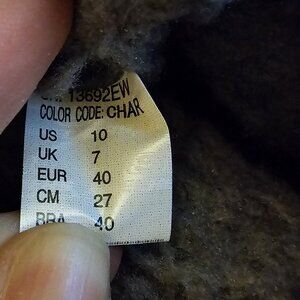 13692EW
COLOR CODE: CHAR
US 10
UK 7
EUR 40
CM 27
BRA 40